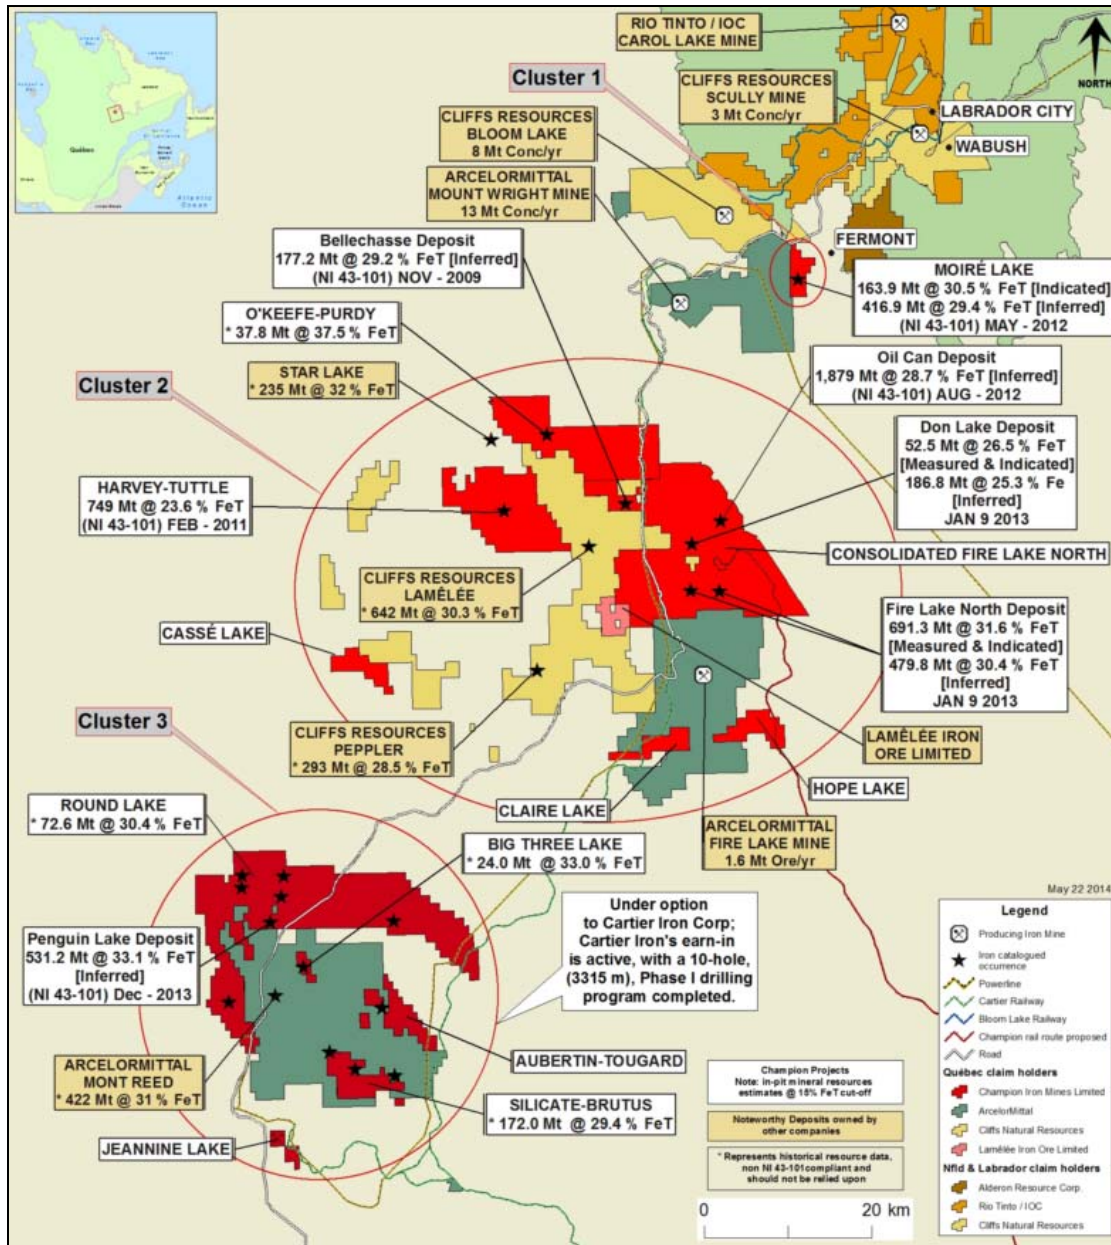 RIO TINTO / IOC
CAROL LAKE MINE
Cluster 1
CLIFFS RESOURCES
SCULLY MINE
3 Mt Conc/yr
NORTH
LABRADOR CITY
WABUSH
CLIFFS RESOURCES
BLOOM LAKE
8 Mt Conc/yr
ARCELORMITTAL
MOUNT WRIGHT MINE
13 Mt Conc/yr
Québec
Atlantic
Ocean
FERMONT
Bellechasse Deposit
177.2 Mt @ 29.2 % FeT [Inferred]
(NI 43-101) NOV - 2009
MOIRÉ LAKE
163.9 Mt @ 30.5 % FeT [Indicated]
416.9 Mt @ 29.4 % FeT [Inferred]
(NI 43-101) MAY - 2012
O'KEEFE-PURDY
* 37.8 Mt @ 37.5 % FeT
Cluster 2
STAR LAKE
* 235 Mt @ 32 % FeT
Oil Can Deposit
1,879 Mt @ 28.7 % FeT [Inferred]
(NI 43-101) AUG - 2012
Don Lake Deposit
52.5 Mt @ 26.5 % FeT
[Measured & Indicated]
186.8 Mt @ 25.3 % Fe
[Inferred]
JAN 9 2013
HARVEY-TUTTLE
749 Mt @ 23.6 % FeT
(NI 43-101) FEB - 2011
CONSOLIDATED FIRE LAKE NORTH
CLIFFS RESOURCES
LAMÊLÉE
* 642 Mt @ 30.3 % FeT
CASSÉ LAKE
Fire Lake North Deposit
691.3 Mt @ 31.6 % FeT
[Measured & Indicated]
479.8 Mt @ 30.4 % FeT
[Inferred]
JAN 9 2013
Cluster 3
CLIFFS RESOURCES
PEPPLER
* 293 Mt @ 28.5 % FeT
LAMÊLÉE IRON
ORE LIMITED
HOPE LAKE
CLAIRE LAKE
ROUND LAKE
* 72.6 Mt @ 30.4 % FeT
BIG THREE LAKE
* 24.0 Mt @ 33.0 % FeT
ARCELORMITTAL
FIRE LAKE MINE
1.6 Mt Ore/yr
Under option
to Cartier Iron Corp;
Cartier Iron's earn-in
is active, with a 10-hole,
(3315 m), Phase I drilling
program completed.
Penguin Lake Deposit
531.2 Mt @ 33.1 % FeT
[Inferred]
(NI 43-101) Dec - 2013
AUBERTIN-TOUGARD
ARCELORMITTAL
MONT REED
* 422 Mt @ 31 % FeT
SILICATE-BRUTUS
* 172.0 Mt @ 29.4 % FeT
JEANNINE LAKE
Champion Projects
Note: in-pit mineral resources
estimates @ 15% FeT cut-off
Noteworthy Deposits owned by
other companies
* Represents historical resource data,
non NI 43-101compliant and
should not be relied upon
0 20 km
May 22 2014
Legend
Producing Iron Mine
Iron catalogued
occurrence
Powerline
Cartier Railway
Bloom Lake Railway
Champion rail route proposed
Road
Québec claim holders
Champion Iron Mines Limited
ArcelorMittal
Cliffs Natural Resources
Lamêlée Iron Ore Limited
Nfld & Labrador claim holders
Alderon Resource Corp.
Rio Tinto / IOC
Cliffs Natural Resources